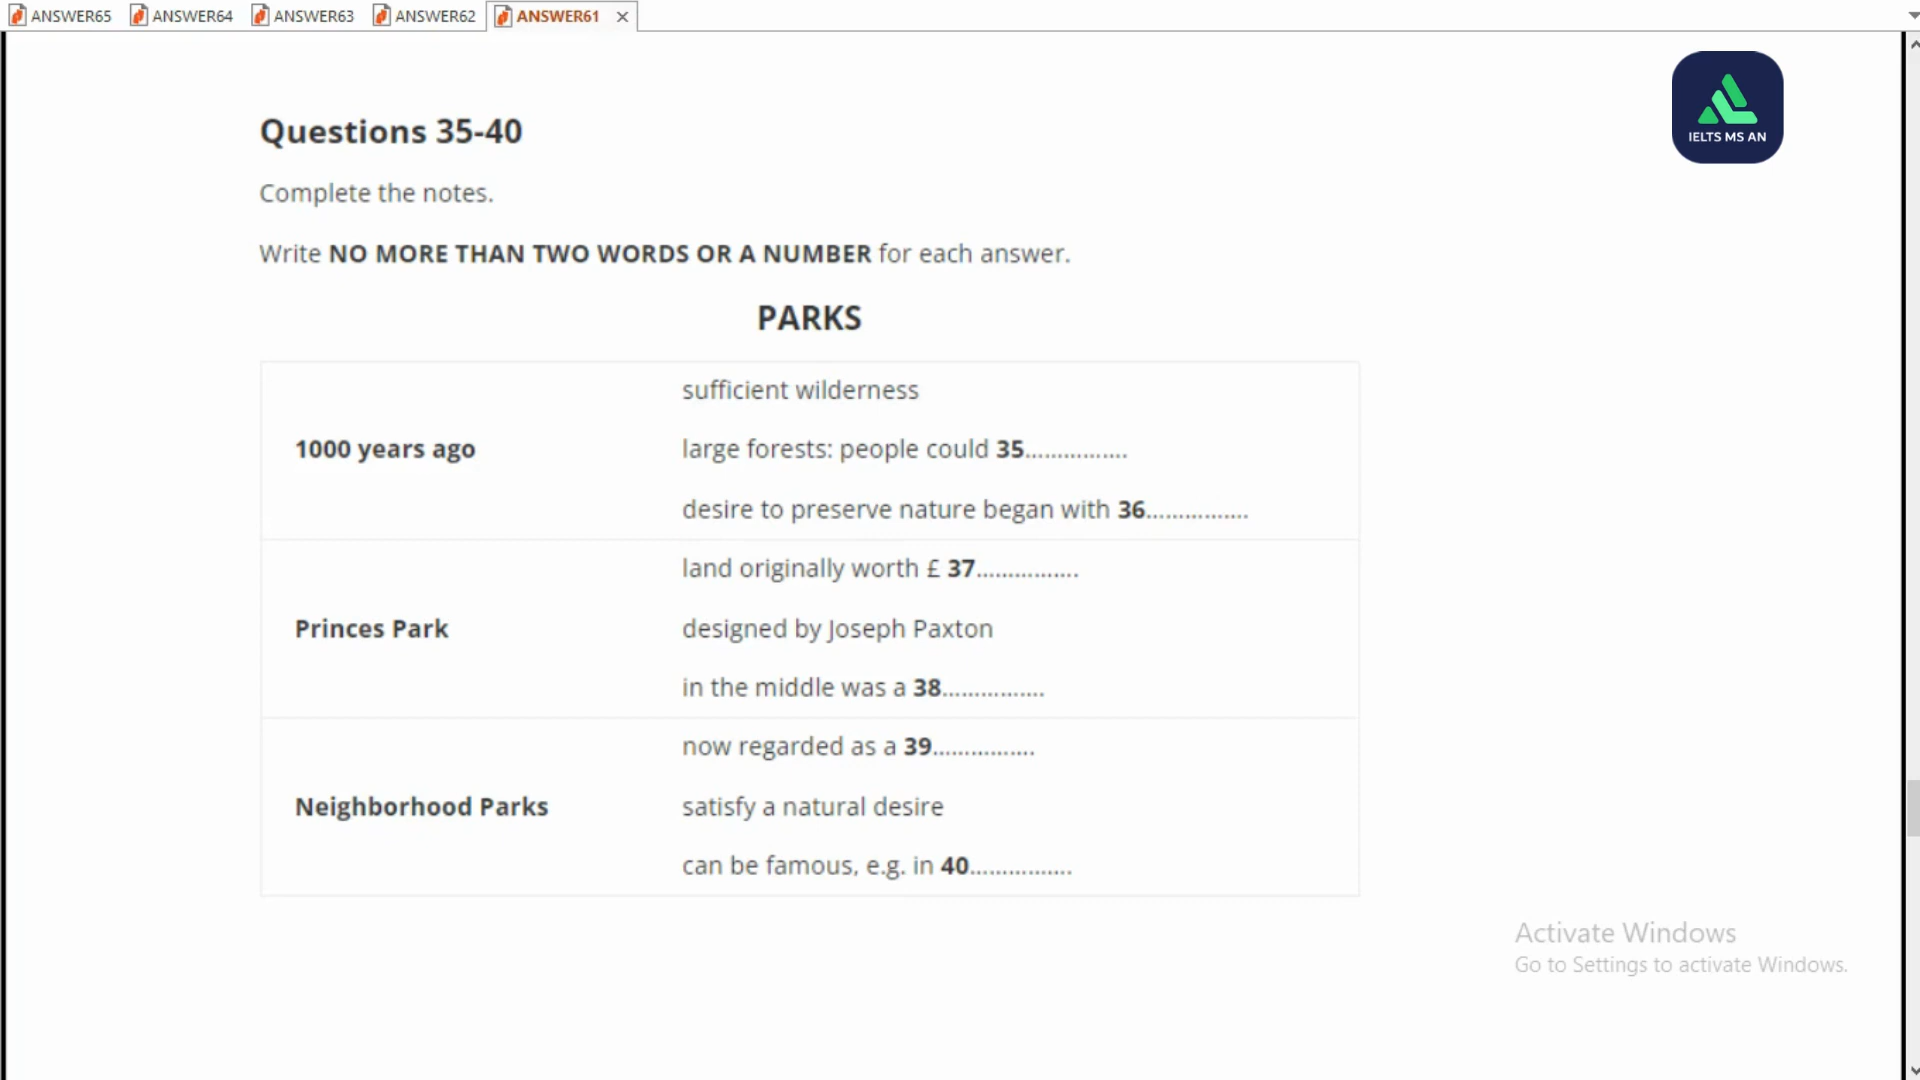 ANSWER65 ANSWER64 ANSWER63 ANSWER62 ANSWER61
IELTS MS AN
Questions 35-40
Complete the notes.
Write NO MORE THAN TWO WORDS OR A NUMBER for each answer.
PARKS
1000 years ago
sufficient wilderness
large forests: people could 35................
desire to preserve nature began with 36................
Princes Park
land originally worth £ 37................
designed by Joseph Paxton
in the middle was a 38................
Neighborhood Parks
now regarded as a 39................
satisfy a natural desire
can be famous, e.g. in 40................
Activate Windows
Go to Settings to activate Windows.